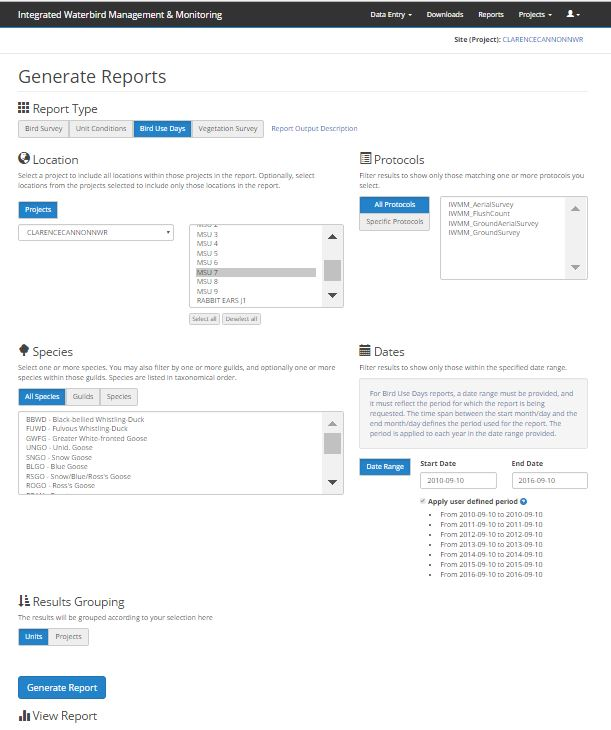 Integrated Waterbird Management & Monitoring
Data Entry
Downloads
Reports
Projects
Site (Project): CLARENCECANNONNWR
Generate Reports
Report Type
Bird Survey
Unit Conditions
Bird Use Days
Vegetation Survey
Report Output Description
Location
Select a project to include all locations within those projects in the report. Optionally, select
locations from the projects selected to include only those locations in the report.
Projects
CLARENCECANNONNWR
MSU 2
MSU 3
MSU 4
MSU 5
MSU 6
MSU 7
MSU 8
MSU 9
RABBIT EARS J1
Select all
Deselect all
Protocols
Filter results to show only those matching one or more protocols you
select.
All Protocols
Specific Protocols
IWMM_AerialSurvey
IWMM_FlushCount
IWMM_GroundAerialSurvey
IWMM_GroundSurvey
Species
Select one or more species. You may also filter by one or more guilds, and optionally one or more
species within those guilds. Species are listed in taxonomical order.
All Species
Guilds
Species
BBWD - Black-bellied Whistling-Duck
FUWD - Fulvous Whistling-Duck
GWFG - Greater White-fronted Goose
UNGO - Unid. Goose
SNGO - Snow Goose
BLGO - Blue Goose
RSGO - Snow/Blue/Ross's Goose
ROGO - Ross's Goose
Dates
Filter results to show only those within the specified date range.
For Bird Use Days reports, a date range must be provided, and
it must reflect the period for which the report is being
requested. The time span between the start month/day and the
end month/day defines the period used for the report. The
period is applied to each year in the date range provided.
Date Range
Start Date
End Date
2010-09-10
2016-09-10
Apply user defined period
From 2010-09-10 to 2010-09-10
From 2011-09-10 to 2011-09-10
From 2012-09-10 to 2012-09-10
From 2013-09-10 to 2013-09-10
From 2014-09-10 to 2014-09-10
From 2015-09-10 to 2015-09-10
From 2016-09-10 to 2016-09-10
Results Grouping
The results will be grouped according to your selection here
Units
Projects
Generate Report
View Report